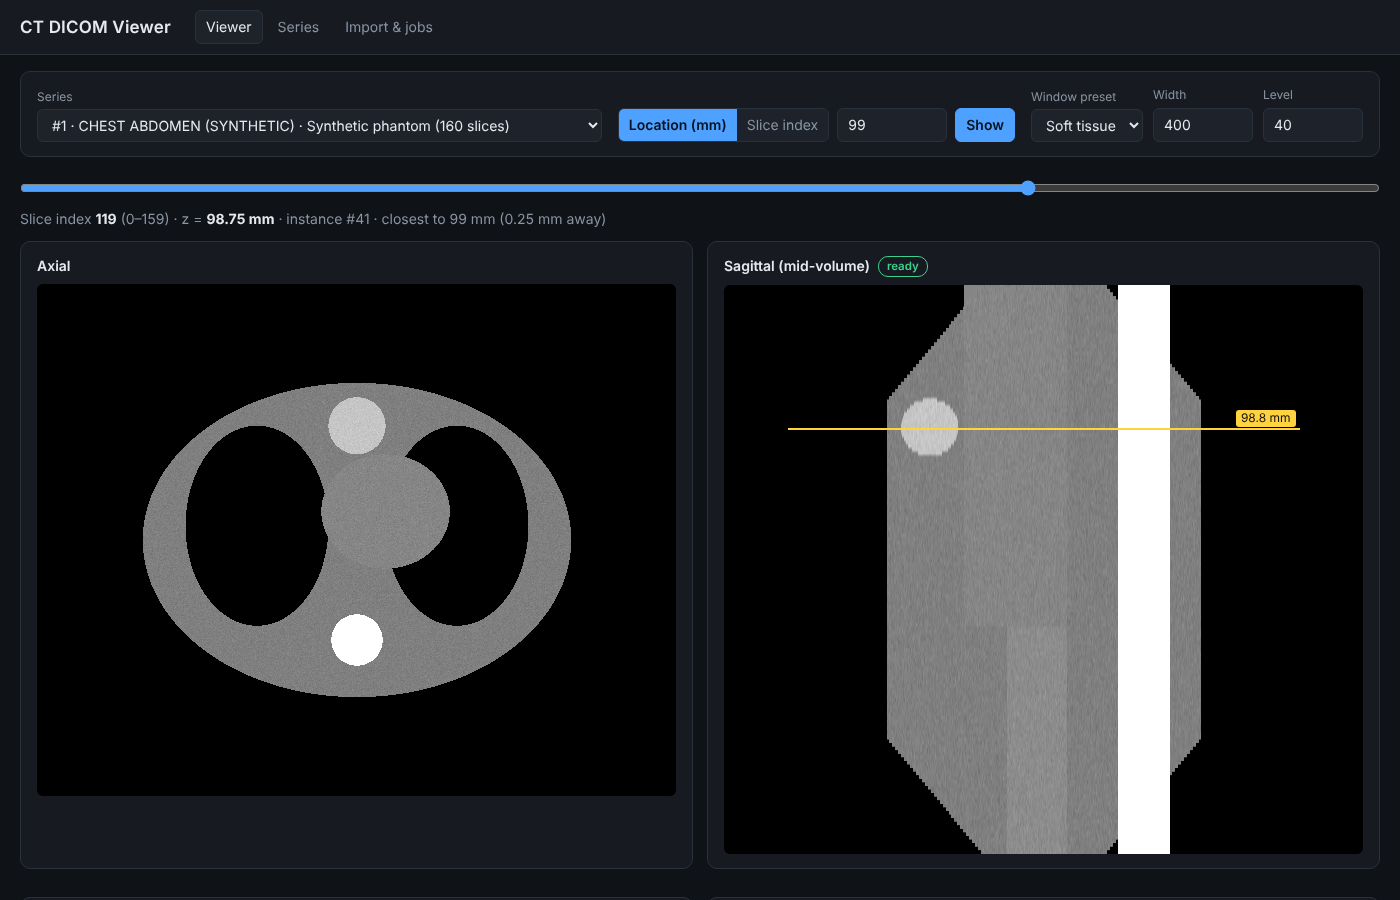 CT DICOM Viewer Viewer Series Import & jobs
Series Window preset Width Level
#1 · CHEST ABDOMEN (SYNTHETIC) · Synthetic phantom (160 slices) Location (mm) Slice index 99 Show Soft tissue 400 40
Slice index 119 (0–159) · z = 98.75 mm · instance #41 · closest to 99 mm (0.25 mm away)
Axial
Sagittal (mid-volume) ready
98.8 mm